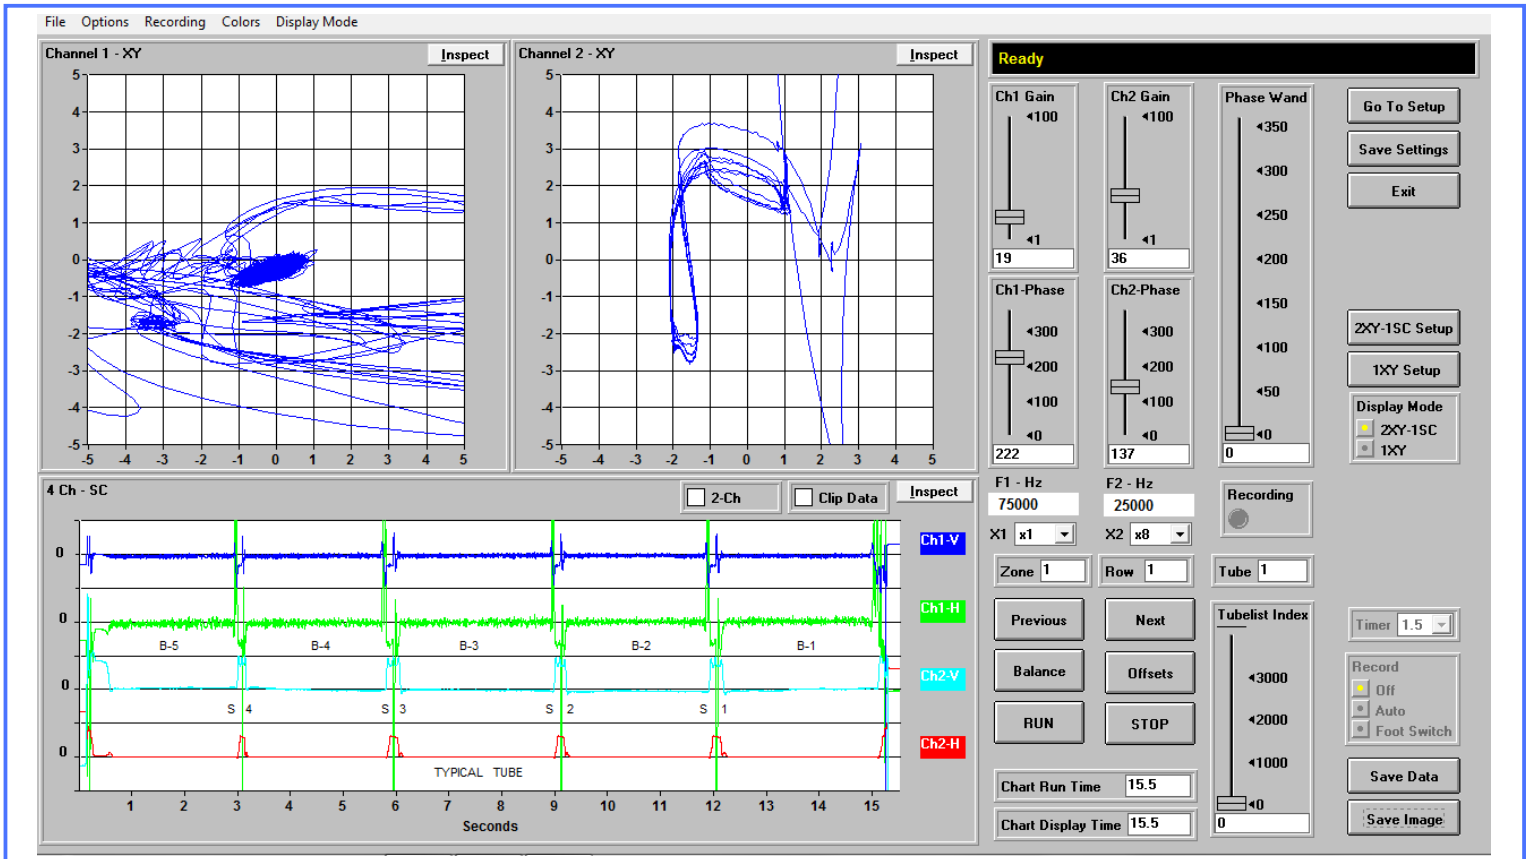 File Options Recording Colors Display Mode
Channel 1 - XY Inspect
5
4
3
2
1
0
-1
-2
-3
-4
-5
-5 -4 -3 -2 -1 0 1 2 3 4 5
Channel 2 - XY Inspect
5
4
3
2
1
0
-1
-2
-3
-4
-5
-5 -4 -3 -2 -1 0 1 2 3 4 5
4 Ch - SC 2-Ch Clip Data Inspect
0
0
0
0
B-5 B-4 B-3 B-2 B-1
S 4 S 3 S 2 S 1
TYPICAL TUBE
1 2 3 4 5 6 7 8 9 10 11 12 13 14 15
Seconds
Ch1-V
Ch1-H
Ch2-V
Ch2-H
Ready
Ch1 Gain
100
1
19
Ch2 Gain
100
1
36
Ch1-Phase
300
200
100
0
222
Ch2-Phase
300
200
100
0
137
Phase Wand
350
300
250
200
150
100
50
0
0
F1 - Hz
75000
F2 - Hz
25000
X1 x1
X2 x8
Recording
Zone 1
Row 1
Tube 1
Previous Next
Balance Offsets
RUN STOP
Chart Run Time 15.5
Chart Display Time 15.5
Tubelist Index
3000
2000
1000
0
0
Go To Setup
Save Settings
Exit
2XY-1SC Setup
1XY Setup
Display Mode
2XY-1SC
1XY
Timer 1.5
Record
Off
Auto
Foot Switch
Save Data
Save Image